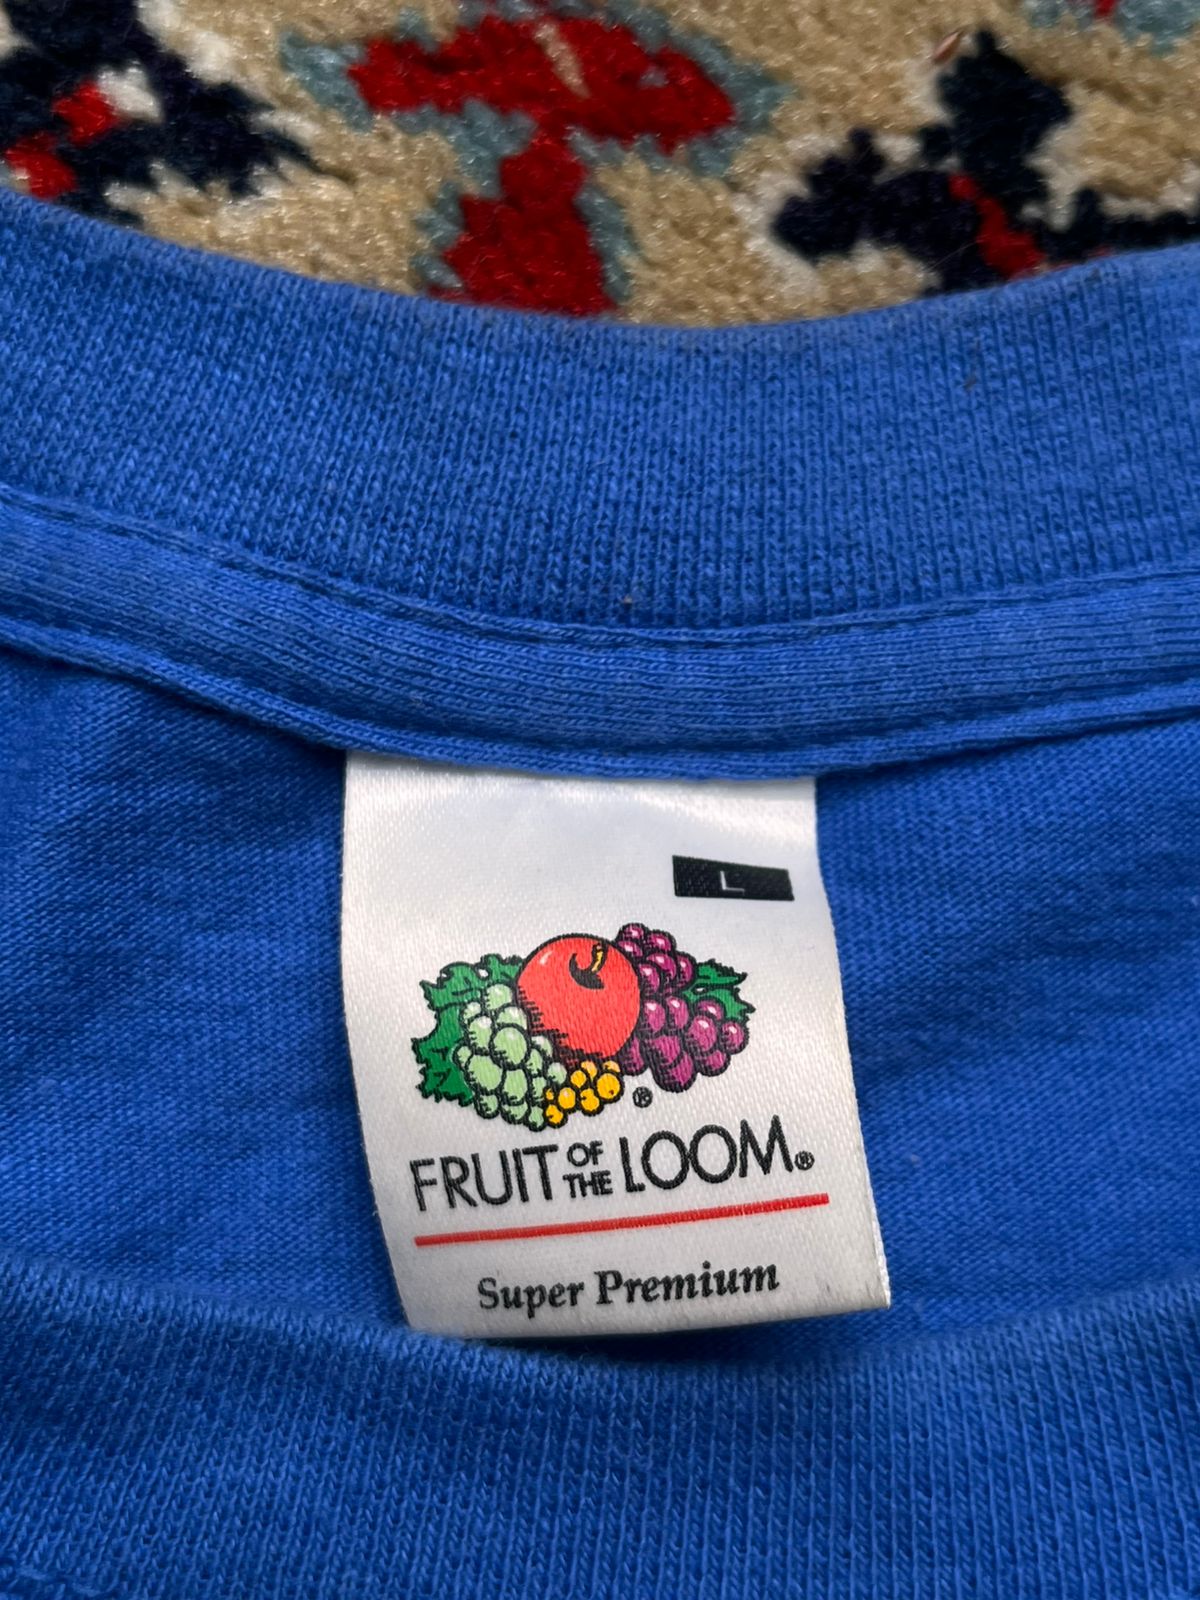 L
®
FRUIT OF THE LOOM®
Super Premium